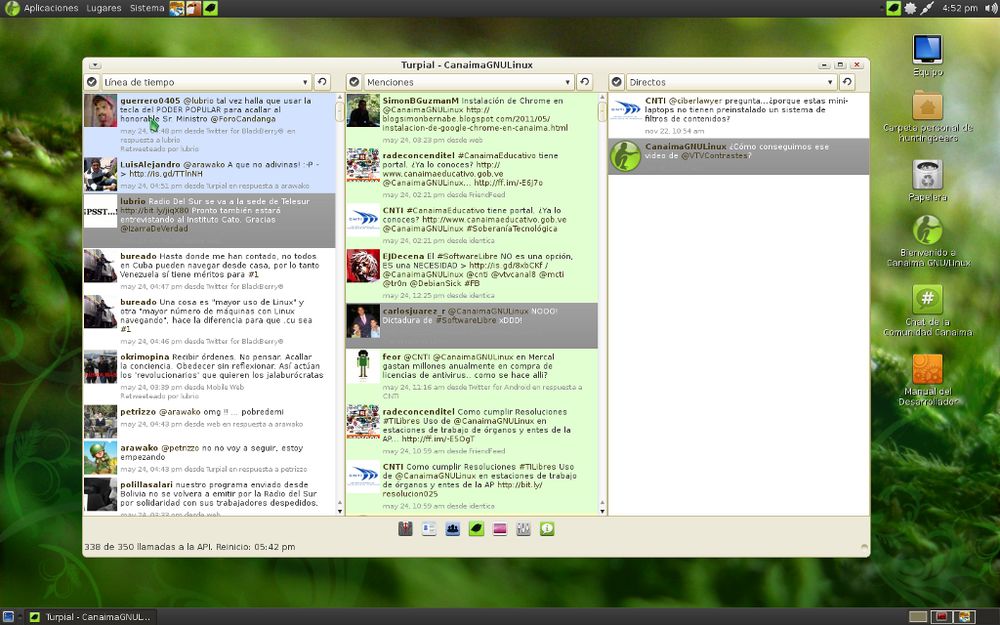 Aplicaciones Lugares Sistema
4:52 pm
Turpial - CanaimaGNULinux
Línea de tiempo
guerrero0405 @lubrio tal vez halla que usar la
tecla del PODER POPULAR para acallar al
honorable Sr. Ministro @ForoCandanga
may 24, 04:48 pm desde Twitter for BlackBerry® en
respuesta a lubrio
Retweeteado por lubrio
LuisAlejandro @arawako A que no adivinas! :-P -
> http://is.gd/TTlnNH
may 24, 04:51 pm desde Turpial en respuesta a arawako
lubrio Radio Del Sur se va a la sede de Telesur
http://bit.ly/jiqX80 Pronto también estará
entrevistando al Instituto Cato. Gracias
@IzarraDeVerdad
bureado Hasta donde me han contado, no todos
en Cuba pueden navegar desde casa, por lo tanto
Venezuela sí tiene méritos para #1
may 24, 04:47 pm desde Twitter for BlackBerry®
bureado Una cosa es "mayor uso de Linux" y
otra "mayor número de máquinas con Linux
navegando", hace la diferencia para que .cu sea
#1
may 24, 04:46 pm desde Twitter for BlackBerry®
okrimopina Recibir órdenes. No pensar. Acallar
la conciencia. Obedecer sin reflexionar. Así actúan
los 'revolucionarios' que quieren los jalaburócratas
may 24, 03:39 pm desde Mobile Web
Retweeteado por lubrio
petrizzo @arawako omg !! ... pobredemi
may 24, 04:43 pm desde web en respuesta a arawako
arawako @petrizzo no no voy a seguir, estoy
empezando
may 24, 04:43 pm desde Turpial en respuesta a petrizzo
polillasalari nuestro programa enviado desde
Bolivia no se volvera a emitir por la Radio del Sur
por solidaridad con sus trabajadores despedidos.
may 24, 03:33 pm desde web
Menciones
SimonBGuzmanM Instalación de Chrome en
@CanaimaGNULinux http://
blogsimonbernabe.blogspot.com/2011/05/
instalacion-de-google-chrome-en-canaima.html
may 24, 03:23 pm desde web
radeconcenditel #CanaimaEducativo tiene
portal. ¿Ya lo conoces? http://
www.canaimaeducativo.gob.ve
@CanaimaGNULinux... http://ff.im/-E6J7o
may 24, 02:21 pm desde FriendFeed
CNTI #CanaimaEducativo tiene portal, ¿Ya lo
conoces? http://www.canaimaeducativo.gob.ve
@CanaimaGNULinux #SoberaníaTecnológica
may 24, 02:21 pm desde identica
EJDecena El #SoftwareLibre NO es una opción,
ES una NECESIDAD > http://is.gd/8xbCKf /
@CanaimaGNULinux @cnti @vtvcanal8 @mcti
@tr0n @DebianSick #FB
may 24, 12:25 pm desde identica
carlosjuarez_r @CanaimaGNULinux NOOO!
Dictadura de #SoftwareLibre xDDD!
feor @CNTI @CanaimaGNULinux en Mercal
gastan millones anualmente en compra de
licencias de antivirus.. como se hace alli?
may 24, 11:16 am desde Twitter for Android en respuesta a
CNTI
radeconcenditel Como cumplir Resoluciones
#TILibres Uso de @CanaimaGNULinux en
estaciones de trabajo de órganos y entes de la
AP... http://ff.im/-E5OgT
may 24, 10:59 am desde FriendFeed
CNTI Como cumplir Resoluciones #TILibres Uso
de @CanaimaGNULinux en estaciones de trabajo
de órganos y entes de la AP http://bit.ly/
resolucion025
may 24, 10:59 am desde identica
Directos
CNTI @ciberlawyer pregunta...¿porque estas mini-
laptops no tienen preinstalado un sistema de
filtros de contenidos?
nov 22, 10:54 am
CanaimaGNULinux ¿Cómo conseguimos ese
video de @VTVContrastes?
338 de 350 llamadas a la API. Reinicio: 05:42 pm
Equipo
Carpeta personal de
huntingbears
Papelera
Bienvenido a
Canaima GNU/Linux
Chat de la
Comunidad Canaima
Manual del
Desarrollador
Turpial - CanaimaGNUL...